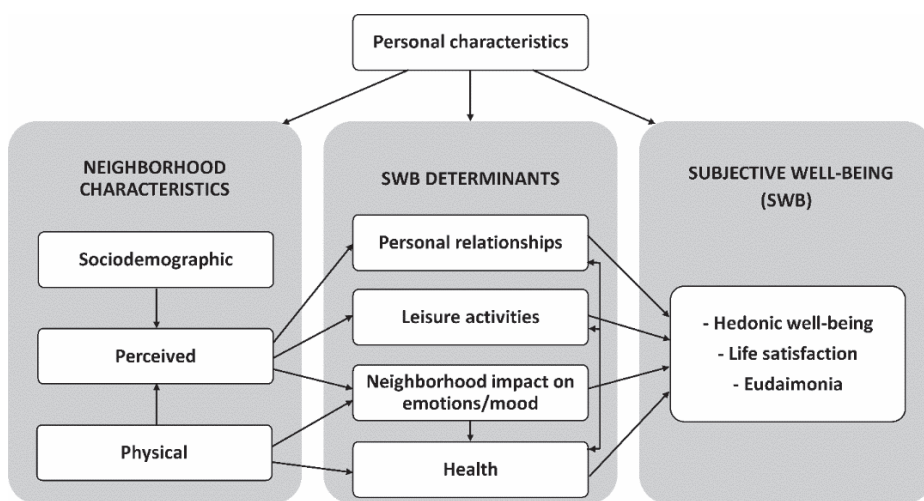 Personal characteristics
NEIGHBORHOOD
CHARACTERISTICS
Sociodemographic
Perceived
Physical
SWB DETERMINANTS
Personal relationships
Leisure activities
Neighborhood impact on
emotions/mood
Health
SUBJECTIVE WELL-BEING
(SWB)
- Hedonic well-being
- Life satisfaction
- Eudaimonia